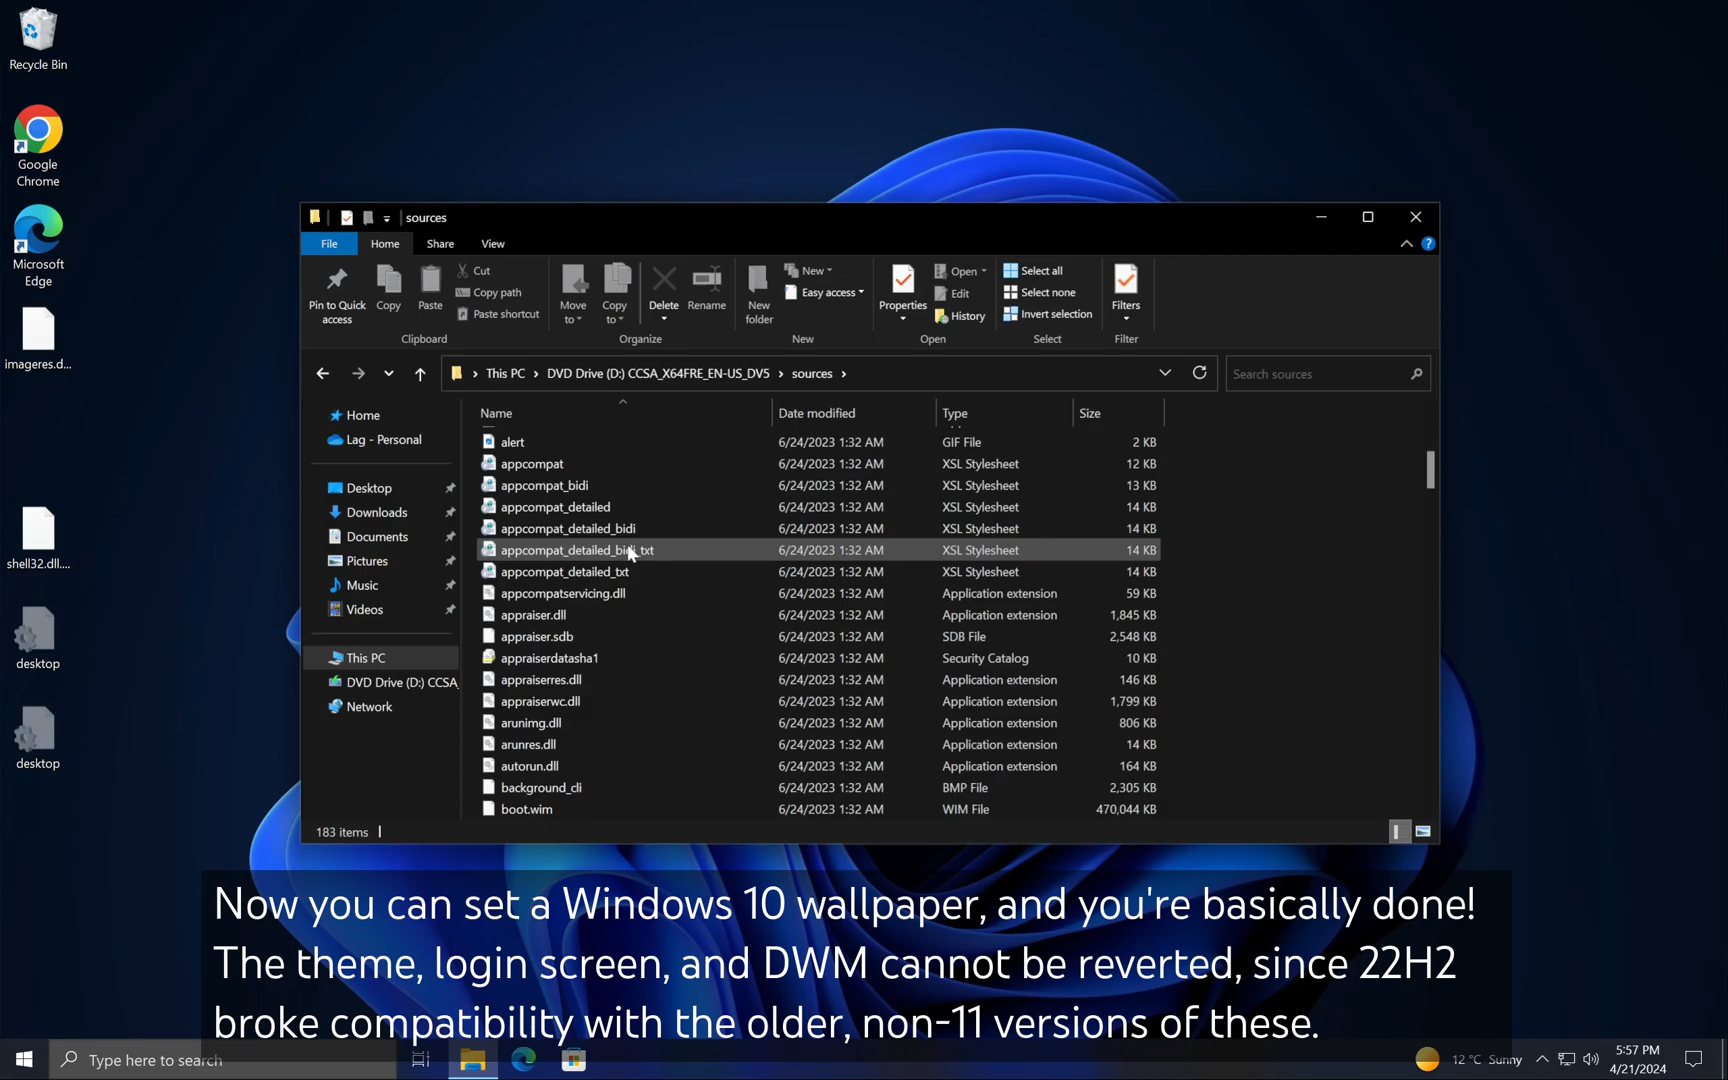 Recycle Bin
Google
Chrome
Microsoft
Edge
imageres.d...
shell32.dll....
desktop
desktop
sources
File
Home
Share
View
Pin to Quick
access
Copy
Paste
Cut
Copy path
Paste shortcut
Clipboard
Move
to
Copy
to
Delete
Rename
Organize
New
folder
New
Easy access
New
Properties
Open
Edit
History
Open
Select all
Select none
Invert selection
Select
Filters
Filter
This PC
DVD Drive (D:) CCSA_X64FRE_EN-US_DV5
sources
Search sources
Home
Lag - Personal
Desktop
Downloads
Documents
Pictures
Music
Videos
This PC
DVD Drive (D:) CCSA_
Network
Name Date modified Type Size
alert 6/24/2023 1:32 AM GIF File 2 KB
appcompat 6/24/2023 1:32 AM XSL Stylesheet 12 KB
appcompat_bidi 6/24/2023 1:32 AM XSL Stylesheet 13 KB
appcompat_detailed 6/24/2023 1:32 AM XSL Stylesheet 14 KB
appcompat_detailed_bidi 6/24/2023 1:32 AM XSL Stylesheet 14 KB
appcompat_detailed_bidi_txt 6/24/2023 1:32 AM XSL Stylesheet 14 KB
appcompat_detailed_txt 6/24/2023 1:32 AM XSL Stylesheet 14 KB
appcompatservicing.dll 6/24/2023 1:32 AM Application extension 59 KB
appraiser.dll 6/24/2023 1:32 AM Application extension 1,845 KB
appraiser.sdb 6/24/2023 1:32 AM SDB File 2,548 KB
appraiserdatasha1 6/24/2023 1:32 AM Security Catalog 10 KB
appraiserres.dll 6/24/2023 1:32 AM Application extension 146 KB
appraiserwc.dll 6/24/2023 1:32 AM Application extension 1,799 KB
arunimg.dll 6/24/2023 1:32 AM Application extension 806 KB
arunres.dll 6/24/2023 1:32 AM Application extension 14 KB
autorun.dll 6/24/2023 1:32 AM Application extension 164 KB
background_cli 6/24/2023 1:32 AM BMP File 2,305 KB
boot.wim 6/24/2023 1:32 AM WIM File 470,044 KB
183 items
Now you can set a Windows 10 wallpaper, and you're basically done!
The theme, login screen, and DWM cannot be reverted, since 22H2
broke compatibility with the older, non-11 versions of these.
Type here to search
12 °C Sunny
5:57 PM
4/21/2024